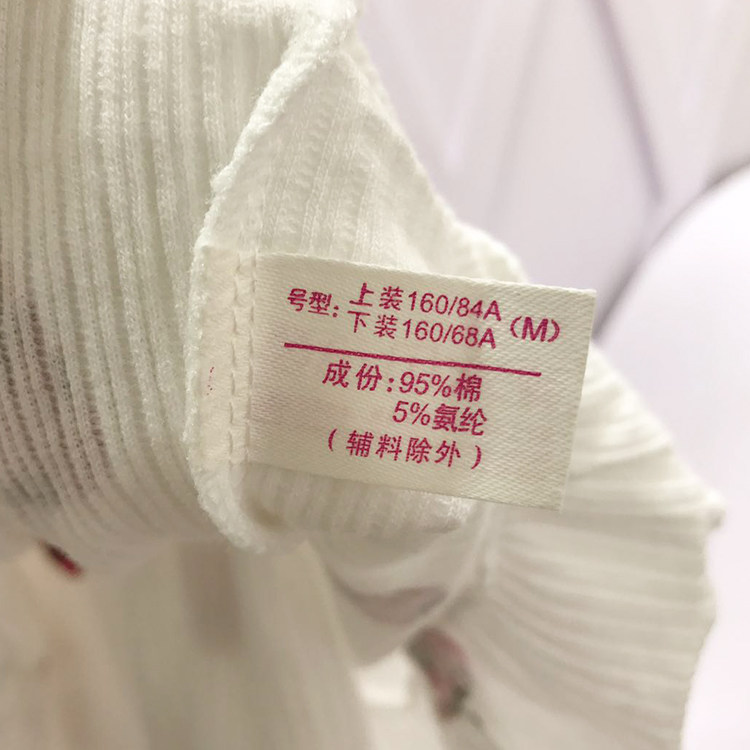 号型: 上装160/84A (M)
下装160/68A
成份:95%棉
5%氨纶
(辅料除外)